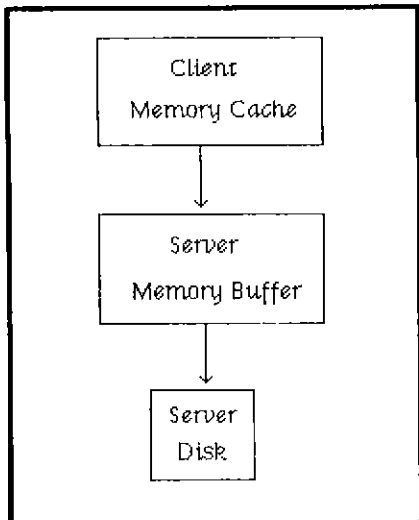 Client
Memory Cache
Server
Memory Buffer
Server
Disk